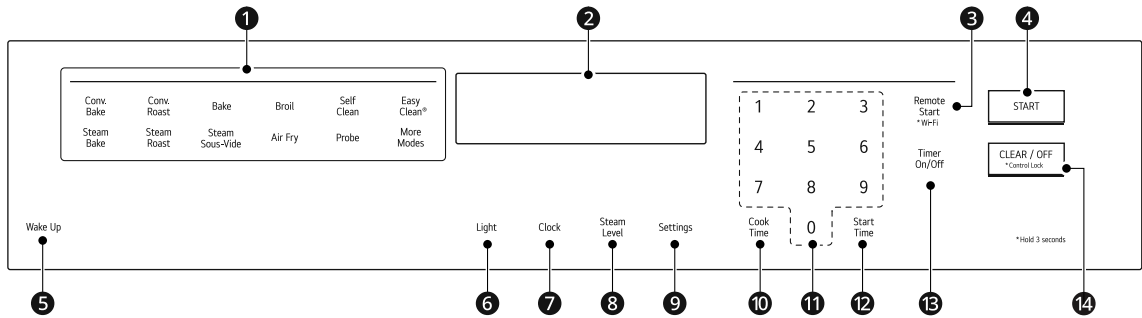 1
2
3
4
Conv.
Bake
Conv.
Roast
Bake
Broil
Self
Clean
Easy
Clean®
Steam
Bake
Steam
Roast
Steam
Sous-Vide
Air Fry
Probe
More
Modes
1 2 3
4 5 6
7 8 9
0
Remote
Start
*Wi-Fi
Timer
On/Off
START
CLEAR / OFF
*Control Lock
Wake Up
Light
Clock
Steam
Level
Settings
Cook
Time
Start
Time
*Hold 3 seconds
5
6
7
8
9
10
11
12
13
14